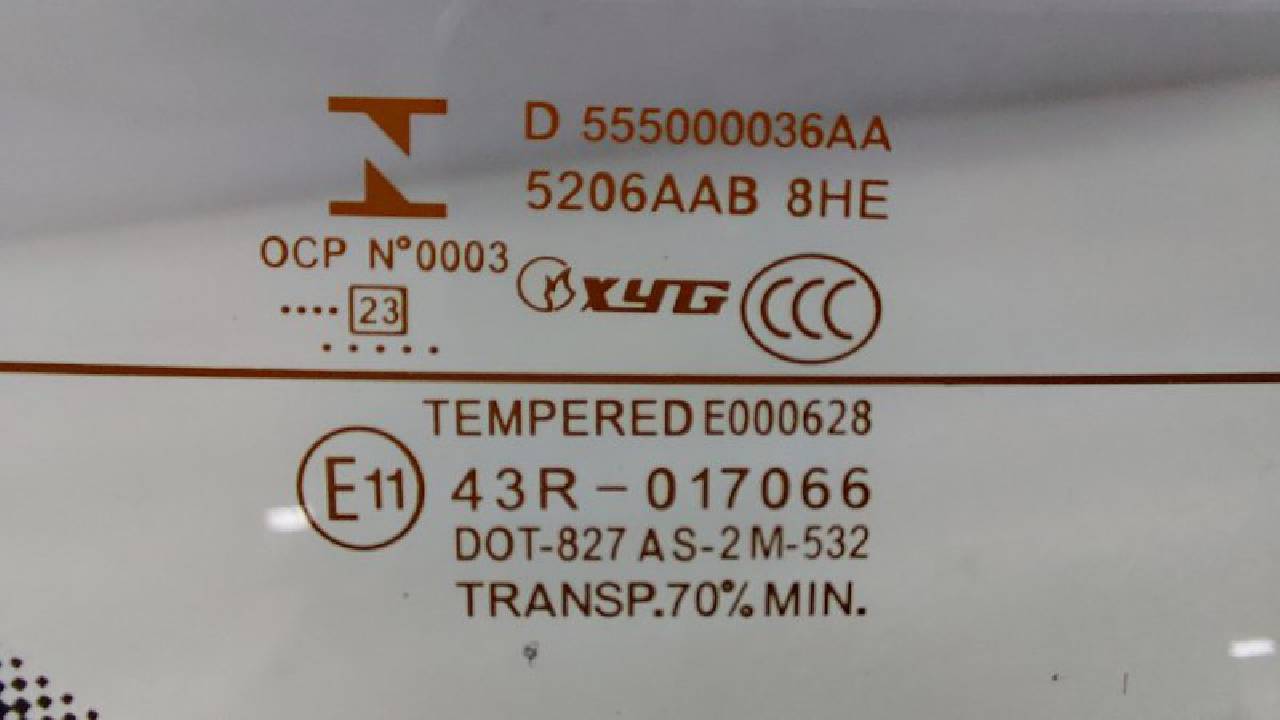 D 555000036AA
5206AAB 8HE
OCP Nº0003
XYG
CCC
23
TEMPERED E000628
E11
43R-017066
DOT-827 AS-2 M-532
TRANSP.70% MIN.